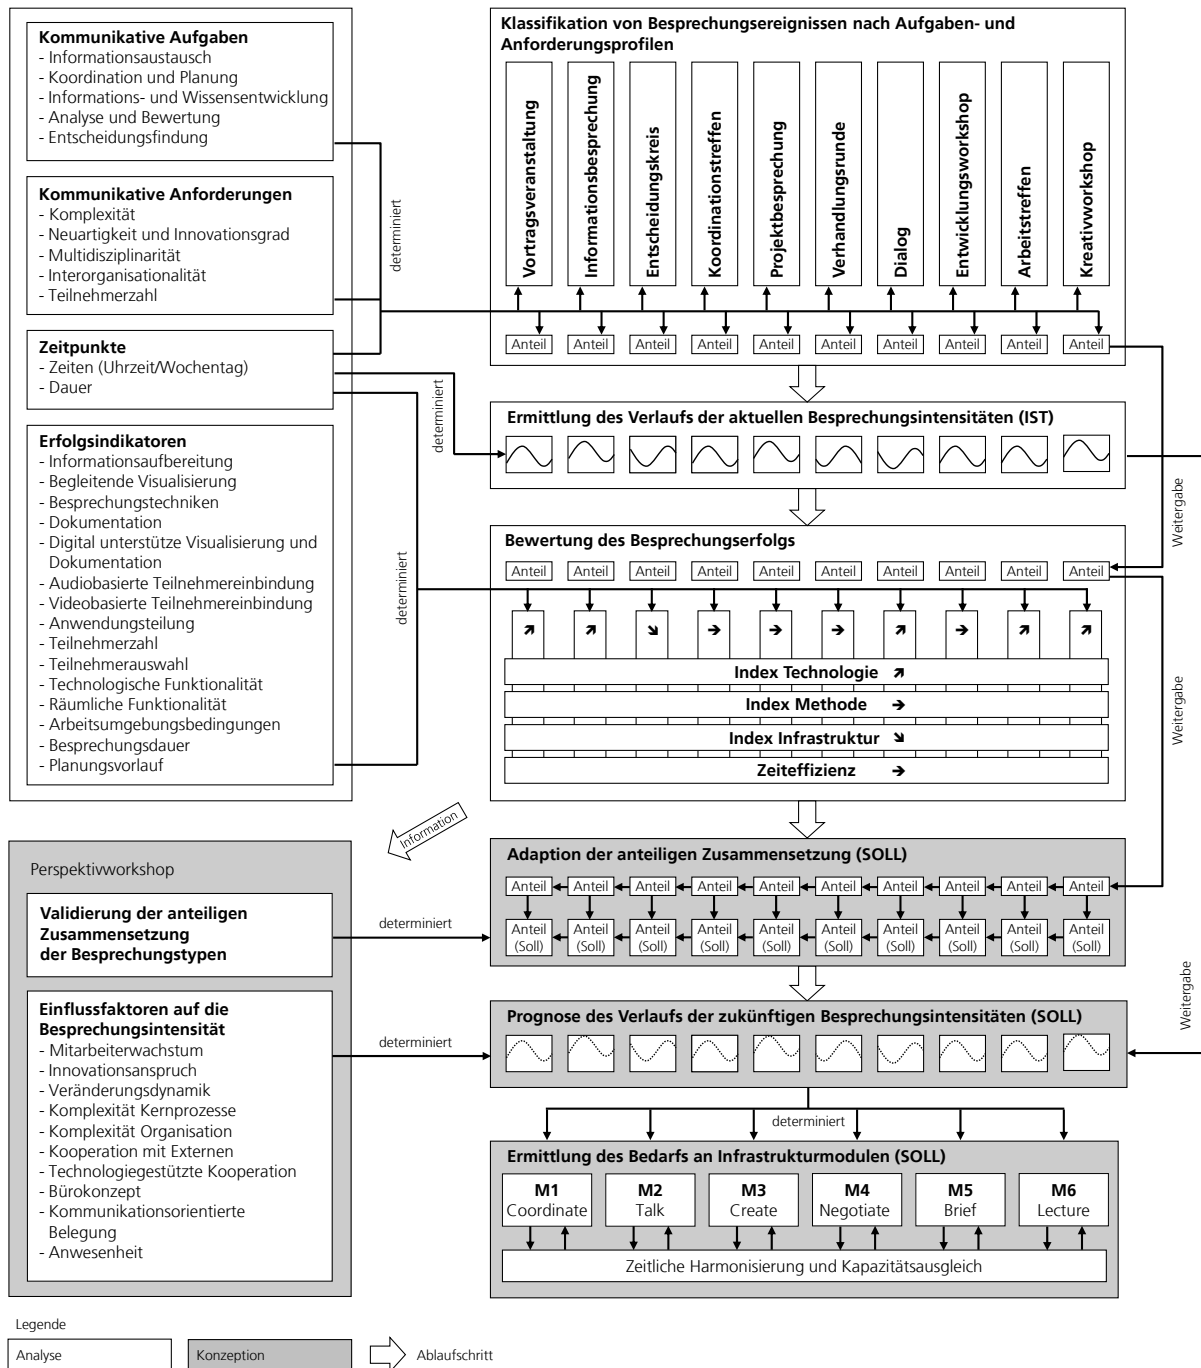 Kommunikative Aufgaben
- Informationsaustausch
- Koordination und Planung
- Informations- und Wissensentwicklung
- Analyse und Bewertung
- Entscheidungsfindung
Kommunikative Anforderungen
- Komplexität
- Neuartigkeit und Innovationsgrad
- Multidisziplinarität
- Interorganisationalität
- Teilnehmerzahl
Zeitpunkte
- Zeiten (Uhrzeit/Wochentag)
- Dauer
Erfolgsindikatoren
- Informationsaufbereitung
- Begleitende Visualisierung
- Besprechungstechniken
- Dokumentation
- Digital unterstütze Visualisierung und
Dokumentation
- Audiobasierte Teilnehmereinbindung
- Videobasierte Teilnehmereinbindung
- Anwendungsteilung
- Teilnehmerzahl
- Teilnehmerauswahl
- Technologische Funktionalität
- Räumliche Funktionalität
- Arbeitsumgebungsbedingungen
- Besprechungsdauer
- Planungsvorlauf
determiniert
determiniert
determiniert
Klassifikation von Besprechungsereignissen nach Aufgaben- und
Anforderungsprofilen
Vortragsveranstaltung
Informationsbesprechung
Entscheidungskreis
Koordinationstreffen
Projektbesprechung
Verhandlungsrunde
Dialog
Entwicklungsworkshop
Arbeitstreffen
Kreativworkshop
Anteil Anteil Anteil Anteil Anteil Anteil Anteil Anteil Anteil Anteil
Ermittlung des Verlaufs der aktuellen Besprechungsintensitäten (IST)
Weitergabe
Bewertung des Besprechungserfolgs
Anteil Anteil Anteil Anteil Anteil Anteil Anteil Anteil Anteil Anteil
Index Technologie
Index Methode
Index Infrastruktur
Zeiteffizienz
Weitergabe
Information
Perspektivworkshop
Validierung der anteiligen
Zusammensetzung
der Besprechungstypen
determiniert
Adaption der anteiligen Zusammensetzung (SOLL)
Anteil Anteil Anteil Anteil Anteil Anteil Anteil Anteil Anteil Anteil
Anteil Anteil Anteil Anteil Anteil Anteil Anteil Anteil Anteil Anteil
(Soll) (Soll) (Soll) (Soll) (Soll) (Soll) (Soll) (Soll) (Soll) (Soll)
Weitergabe
Einflussfaktoren auf die
Besprechungsintensität
- Mitarbeiterwachstum
- Innovationsanspruch
- Veränderungsdynamik
- Komplexität Kernprozesse
- Komplexität Organisation
- Kooperation mit Externen
- Technologiegestützte Kooperation
- Bürokonzept
- Kommunikationsorientierte
Belegung
- Anwesenheit
determiniert
Prognose des Verlaufs der zukünftigen Besprechungsintensitäten (SOLL)
determiniert
Ermittlung des Bedarfs an Infrastrukturmodulen (SOLL)
M1
Coordinate
M2
Talk
M3
Create
M4
Negotiate
M5
Brief
M6
Lecture
Zeitliche Harmonisierung und Kapazitätsausgleich
Legende
Analyse
Konzeption
Ablaufschritt